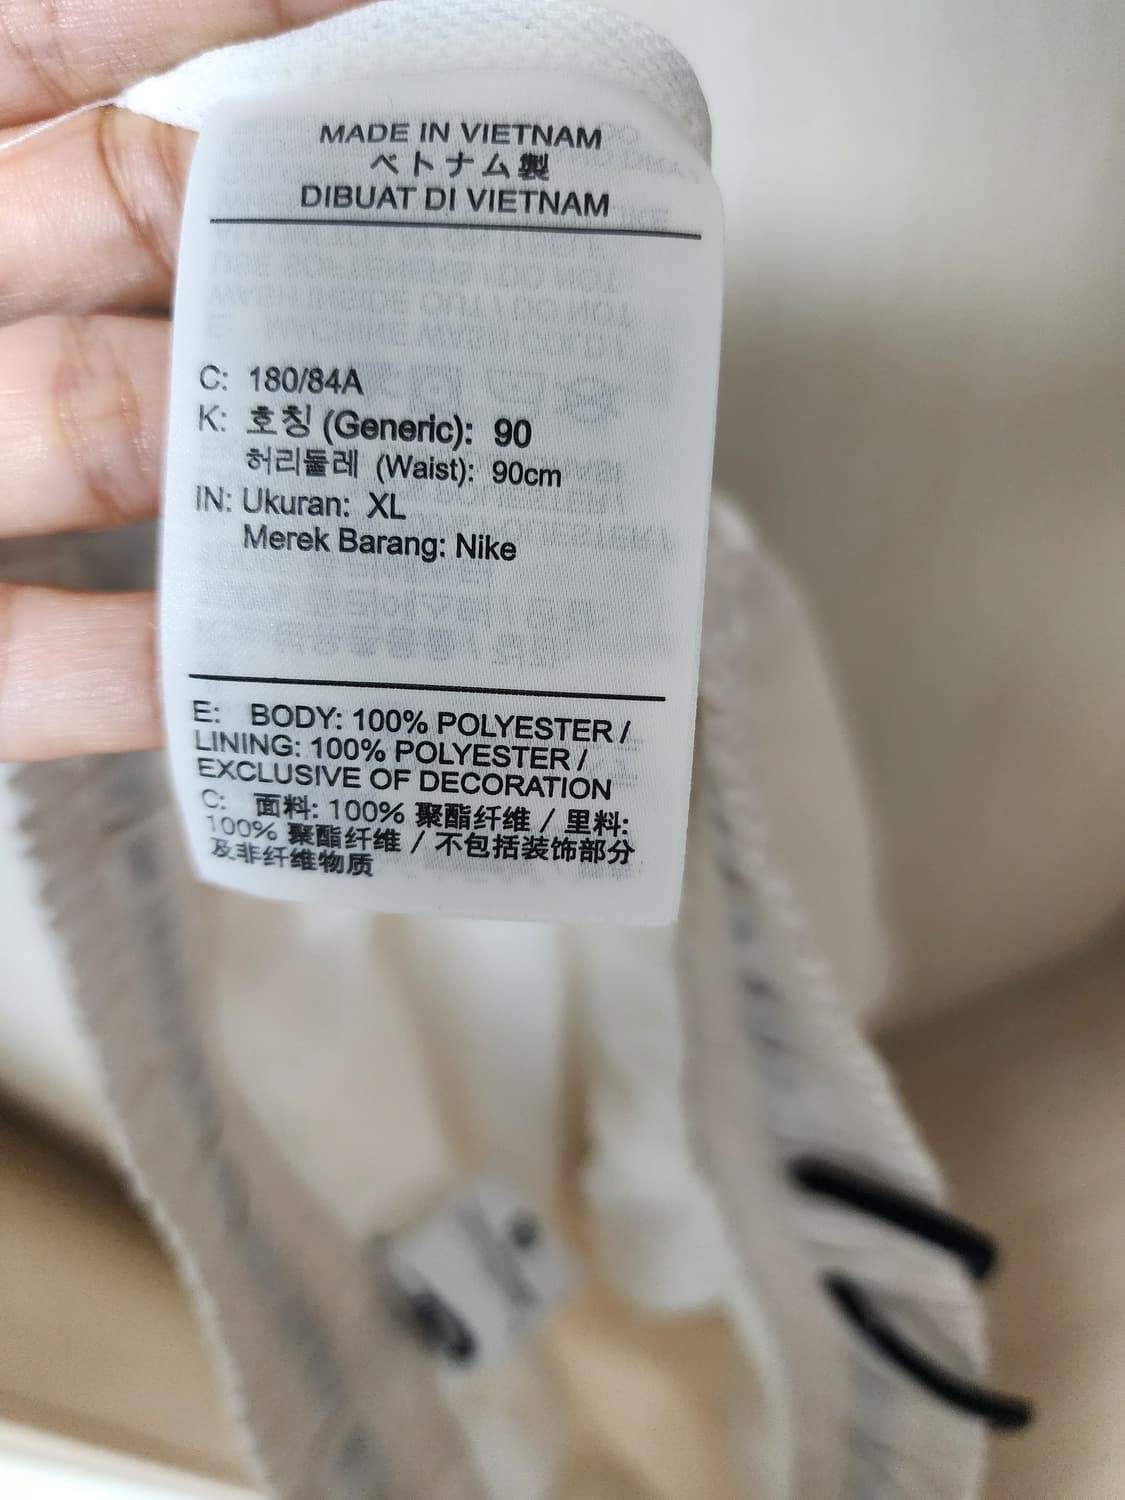 MADE IN VIETNAM
ベトナム製
DIBUAT DI VIETNAM
C: 180/84A
K: 호칭 (Generic): 90
허리둘레 (Waist): 90cm
IN: Ukuran: XL
Merek Barang: Nike
E: BODY: 100% POLYESTER /
LINING: 100% POLYESTER /
EXCLUSIVE OF DECORATION
C: 面料: 100% 聚酯纤维 / 里料:
100% 聚酯纤维 / 不包括装饰部分
及非纤维物质